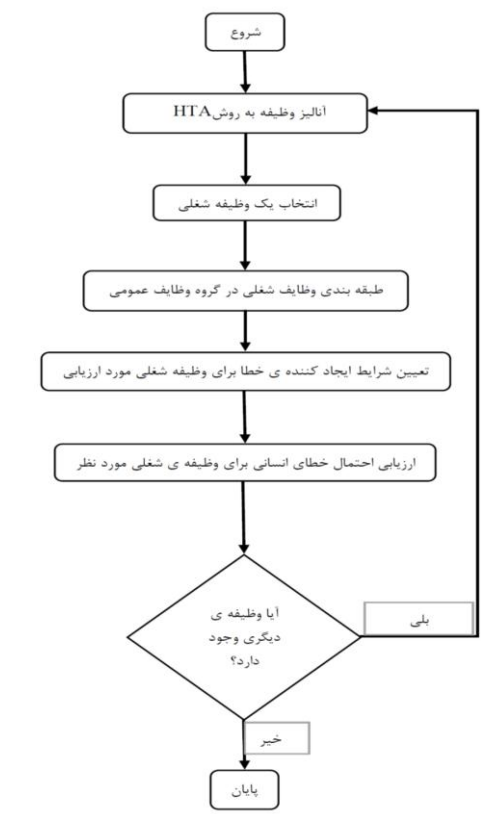 شروع
آنالیز وظیفه به روش HTA
انتخاب یک وظیفه شغلی
طبقه بندی وظایف شغلی در گروه وظایف عمومی
تعیین شرایط ایجاد کننده ی خطا برای وظیفه شغلی مورد ارزیابی
ارزیابی احتمال خطای انسانی برای وظیفه ی شغلی مورد نظر
آیا وظیفه ی
دیگری وجود
دارد؟
بلی
خیر
پایان